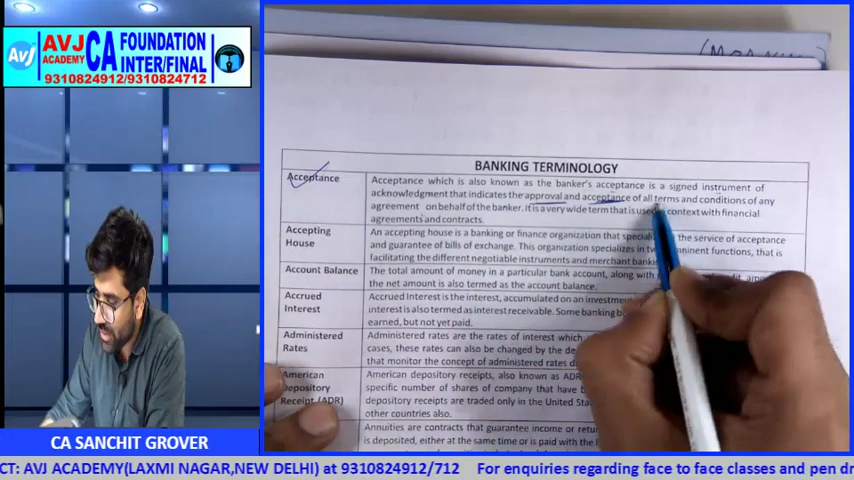 AVJ
ACADEMY
CA
FOUNDATION
INTER/FINAL
9310824912/9310824712
AVJ
BANKING TERMINOLOGY
Acceptance
Acceptance which is also known as the banker's acceptance is a signed instrument of
acknowledgment that indicates the approval and acceptance of all terms and conditions of any
agreement on behalf of the banker. It is a very wide term that is used context with financial
agreements and contracts.
Accepting
House
An accepting house is a banking or finance organization that the service of acceptance
and guarantee of bills of exchange. This organization specializes in functions, that is
facilitating the different negotiable instruments and merchant
Account Balance
The total amount of money in a particular bank account, along with
the net amount is also termed as the account balance.
Accrued
Interest
Accrued Interest is the interest, accumulated on an
interest is also termed as interest receivable. Some banking
earned, but not yet paid.
Administered
Rates
Administered rates are the rates of interest which
cases, these rates can also be changed by the
that monitor the concept of administered rates
American
Depository
Receipt (ADR)
American depository receipts, also known as ADR
specific number of shares of company that have
depository receipts are traded only in the United
other countries also.
Annuities are contracts that guarantee income or
is deposited, either at the same time or is paid with the
CA SANCHIT GROVER
CT: AVJ ACADEMY(LAXMI NAGAR,NEW DELHI) at 9310824912/712 For enquiries regarding face to face classes and pen dr